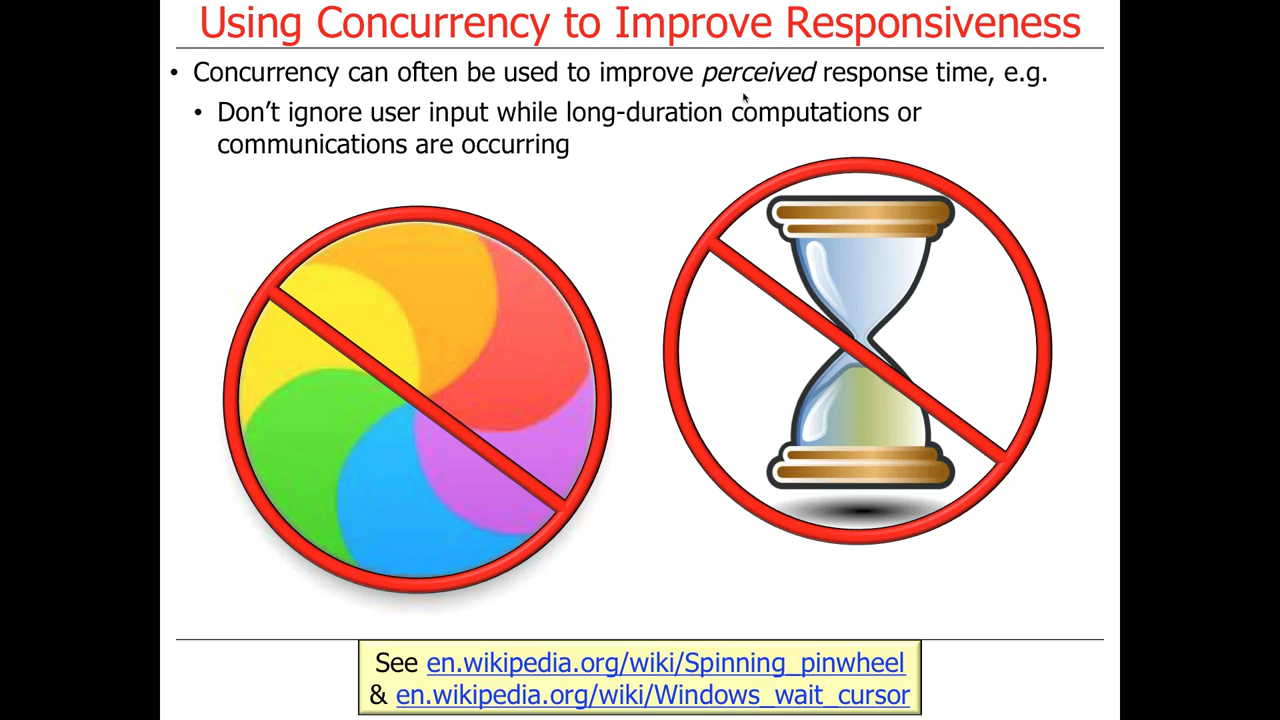 Using Concurrency to Improve Responsiveness
• Concurrency can often be used to improve perceived response time, e.g.
• Don’t ignore user input while long-duration computations or
communications are occurring
See en.wikipedia.org/wiki/Spinning_pinwheel
& en.wikipedia.org/wiki/Windows_wait_cursor